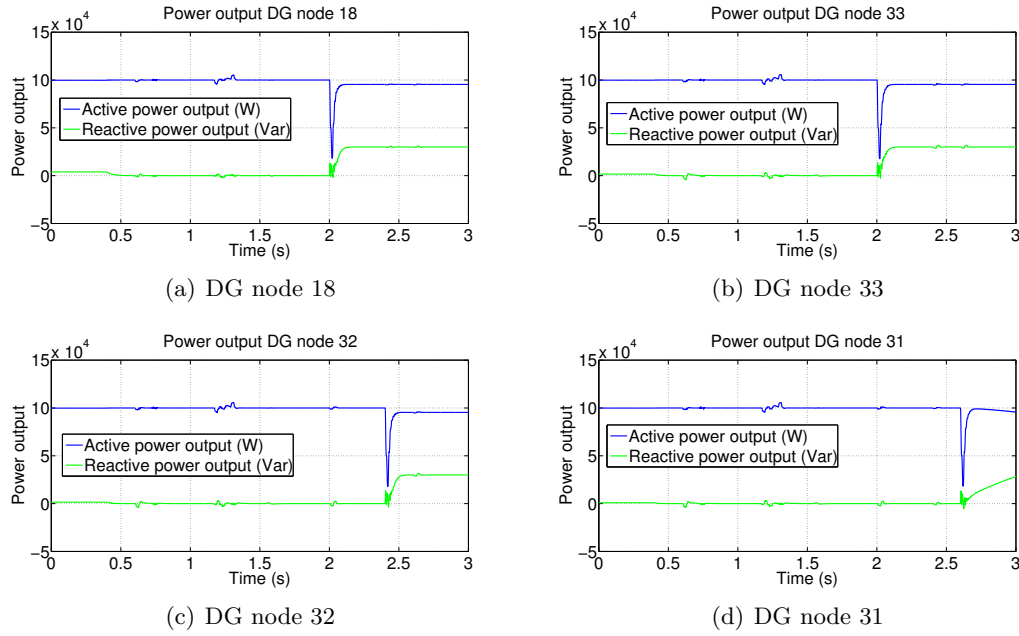 Power output DG node 18
x 10^4
15
10
5
0
−5
Power output
Active power output (W)
Reactive power output (Var)
0 0.5 1 1.5 2 2.5 3
Time (s)
(a) DG node 18
Power output DG node 33
x 10^4
15
10
5
0
−5
Power output
Active power output (W)
Reactive power output (Var)
0 0.5 1 1.5 2 2.5 3
Time (s)
(b) DG node 33
Power output DG node 32
x 10^4
15
10
5
0
−5
Power output
Active power output (W)
Reactive power output (Var)
0 0.5 1 1.5 2 2.5 3
Time (s)
(c) DG node 32
Power output DG node 31
x 10^4
15
10
5
0
−5
Power output
Active power output (W)
Reactive power output (Var)
0 0.5 1 1.5 2 2.5 3
Time (s)
(d) DG node 31